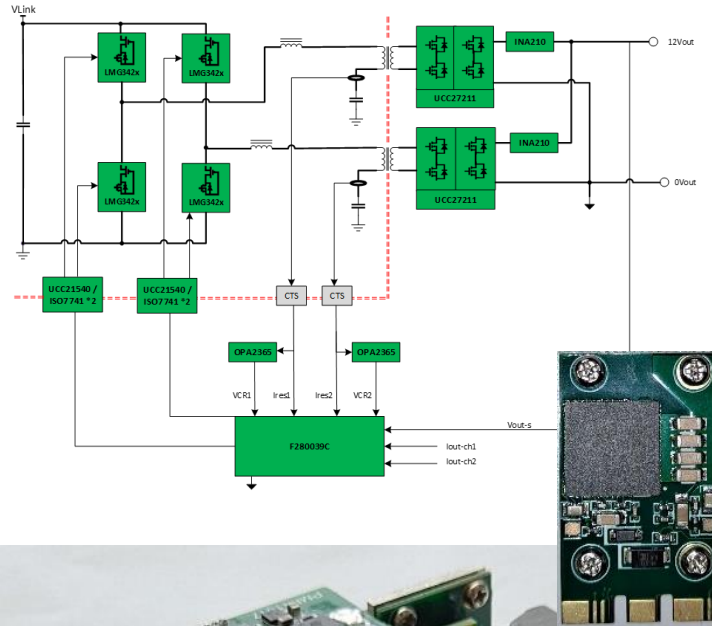 VLink
LMG342x
LMG342x
LMG342x
LMG342x
INA210
12Vout
UCC27211
INA210
0Vout
UCC27211
UCC21540 /
ISO7741 *2
UCC21540 /
ISO7741 *2
CTS
CTS
OPA2365
OPA2365
VCR1
Ires1
Ires2
VCR2
F280039C
Vout-s
Iout-ch1
Iout-ch2